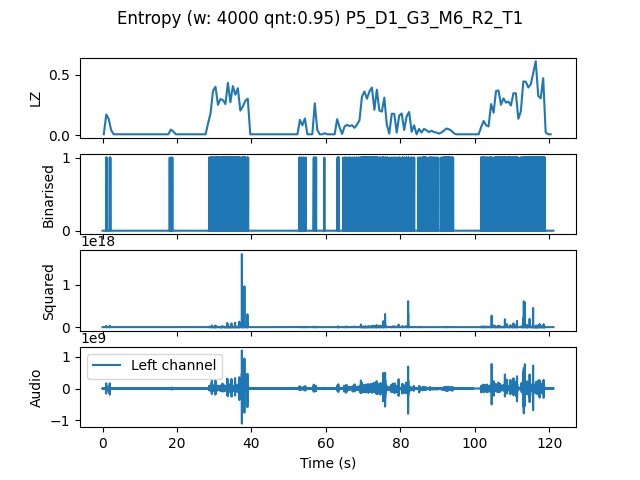 Entropy (w: 4000 qnt:0.95) P5_D1_G3_M6_R2_T1
LZ
0.5
0.0
Binarised
1
0
1e18
Squared
1
0
1e9
Audio
1
0
−1
Left channel
0 20 40 60 80 100 120
Time (s)